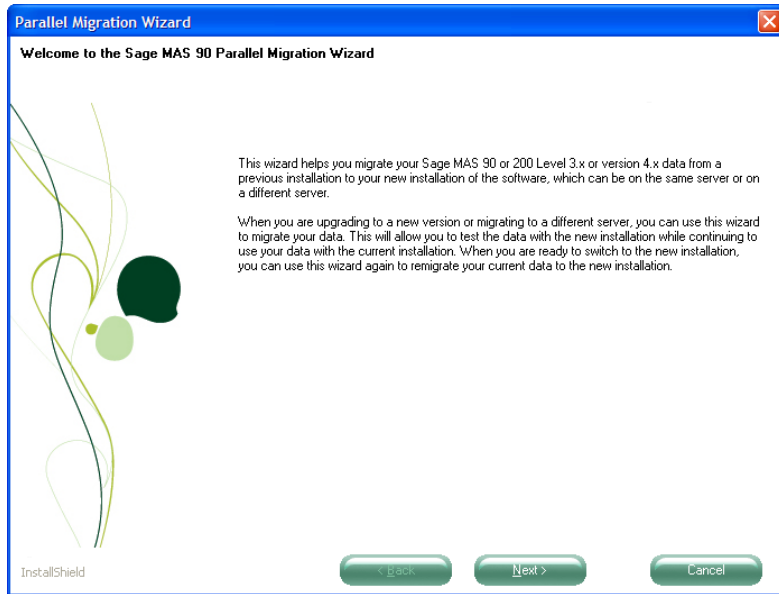 Parallel Migration Wizard
Welcome to the Sage MAS 90 Parallel Migration Wizard
This wizard helps you migrate your Sage MAS 90 or 200 Level 3.x or version 4.x data from a
previous installation to your new installation of the software, which can be on the same server or on
a different server.
When you are upgrading to a new version or migrating to a different server, you can use this wizard
to migrate your data. This will allow you to test the data with the new installation while continuing to
use your data with the current installation. When you are ready to switch to the new installation,
you can use this wizard again to remigrate your current data to the new installation.
InstallShield
< Back
Next >
Cancel